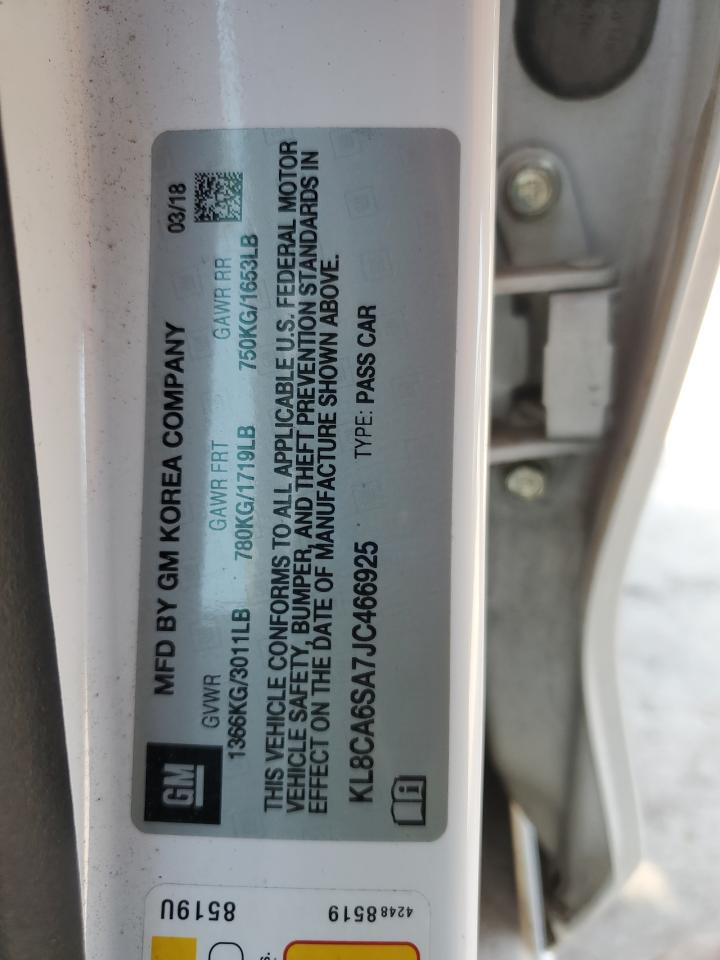 MFD BY GM KOREA COMPANY 03/18
GM
GVWR GAWR FRT GAWR RR
1366KG/3011LB 780KG/1719LB 750KG/1653LB
THIS VEHICLE CONFORMS TO ALL APPLICABLE U.S. FEDERAL MOTOR
VEHICLE SAFETY, BUMPER, AND THEFT PREVENTION STANDARDS IN
EFFECT ON THE DATE OF MANUFACTURE SHOWN ABOVE.
KL8CA6SA7JC466925 TYPE: PASS CAR
42488519
8519U